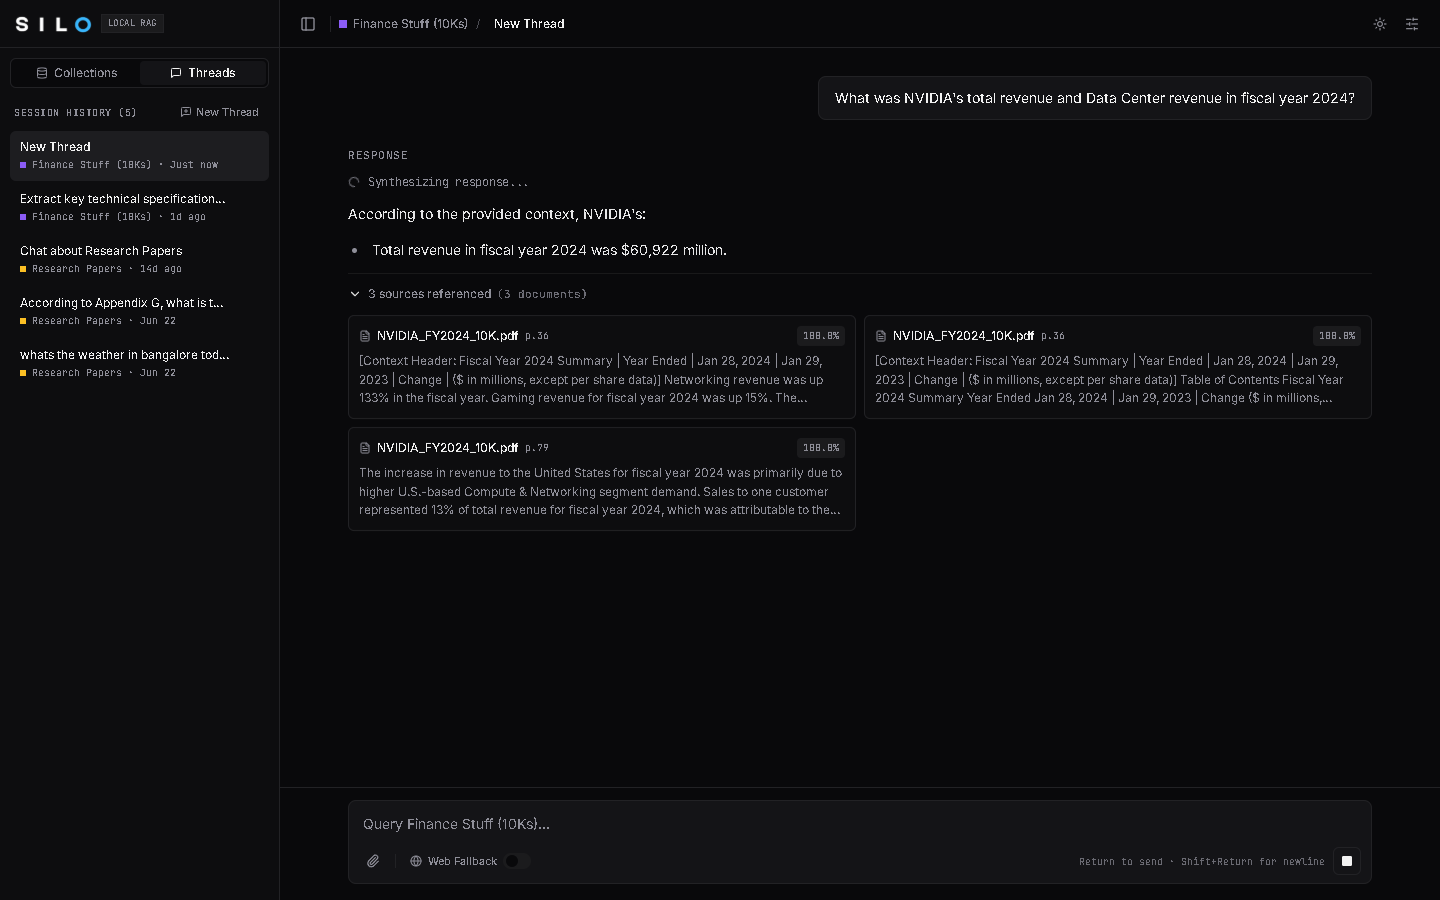 SILO LOCAL RAG
Finance Stuff (10Ks) / New Thread
Collections Threads
SESSION HISTORY (5) New Thread
New Thread
Finance Stuff (10Ks) · Just now
Extract key technical specification...
Finance Stuff (10Ks) · 1d ago
Chat about Research Papers
Research Papers · 14d ago
According to Appendix G, what is t...
Research Papers · Jun 22
whats the weather in bangalore tod...
Research Papers · Jun 22
What was NVIDIA's total revenue and Data Center revenue in fiscal year 2024?
RESPONSE
Synthesizing response...
According to the provided context, NVIDIA's:
• Total revenue in fiscal year 2024 was $60,922 million.
3 sources referenced (3 documents)
NVIDIA_FY2024_10K.pdf p.36 100.0%
[Context Header: Fiscal Year 2024 Summary | Year Ended | Jan 28, 2024 | Jan 29,
2023 | Change | ($ in millions, except per share data)] Networking revenue was up
133% in the fiscal year. Gaming revenue for fiscal year 2024 was up 15%. The...
NVIDIA_FY2024_10K.pdf p.36 100.0%
[Context Header: Fiscal Year 2024 Summary | Year Ended | Jan 28, 2024 | Jan 29,
2023 | Change | ($ in millions, except per share data)] Table of Contents Fiscal Year
2024 Summary Year Ended Jan 28, 2024 | Jan 29, 2023 | Change ($ in millions,...
NVIDIA_FY2024_10K.pdf p.79 100.0%
The increase in revenue to the United States for fiscal year 2024 was primarily due to
higher U.S.-based Compute & Networking segment demand. Sales to one customer
represented 13% of total revenue for fiscal year 2024, which was attributable to the...
Query Finance Stuff (10Ks)...
Web Fallback
Return to send · Shift+Return for newline